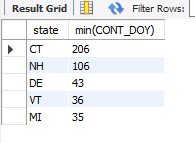 Result Grid Filter Rows:
state min(CONT_DOY)
CT 206
NH 106
DE 43
VT 36
MI 35